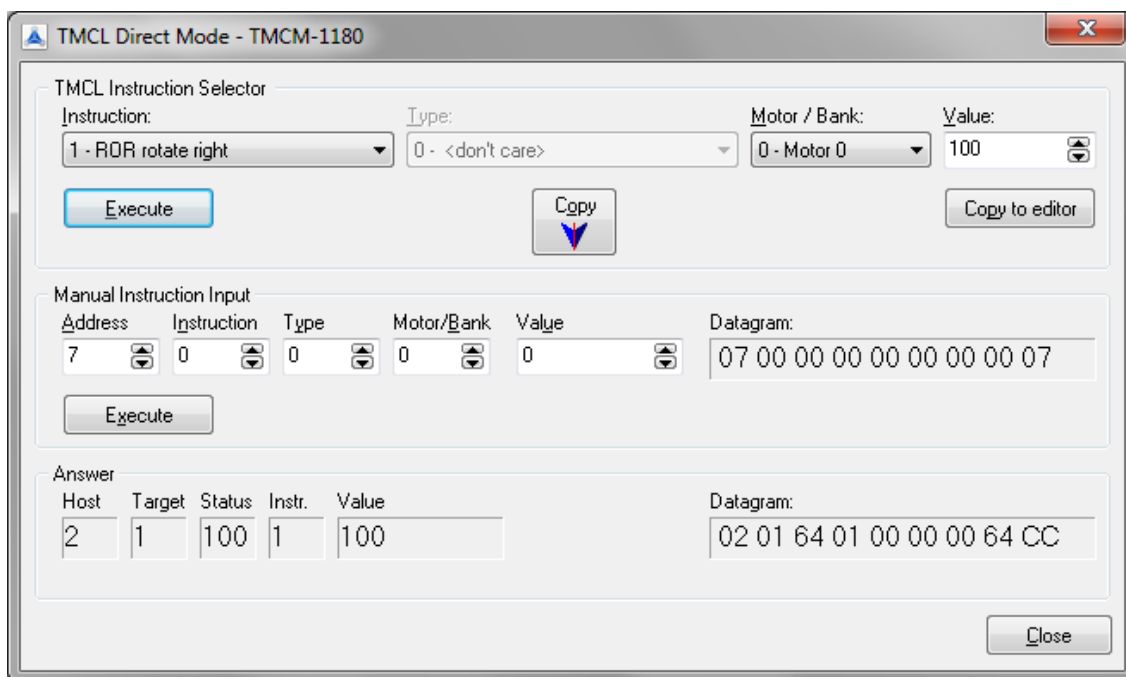 TMCL Direct Mode - TMCM-1180
x
TMCL Instruction Selector
Instruction: Type: Motor / Bank: Value:
1 - ROR rotate right 0 - <don't care> 0 - Motor 0 100
Execute Copy Copy to editor
Manual Instruction Input
Address Instruction Type Motor/Bank Value Datagram:
7 0 0 0 0 07 00 00 00 00 00 00 00 07
Execute
Answer
Host Target Status Instr. Value Datagram:
2 1 100 1 100 02 01 64 01 00 00 00 64 CC
Close